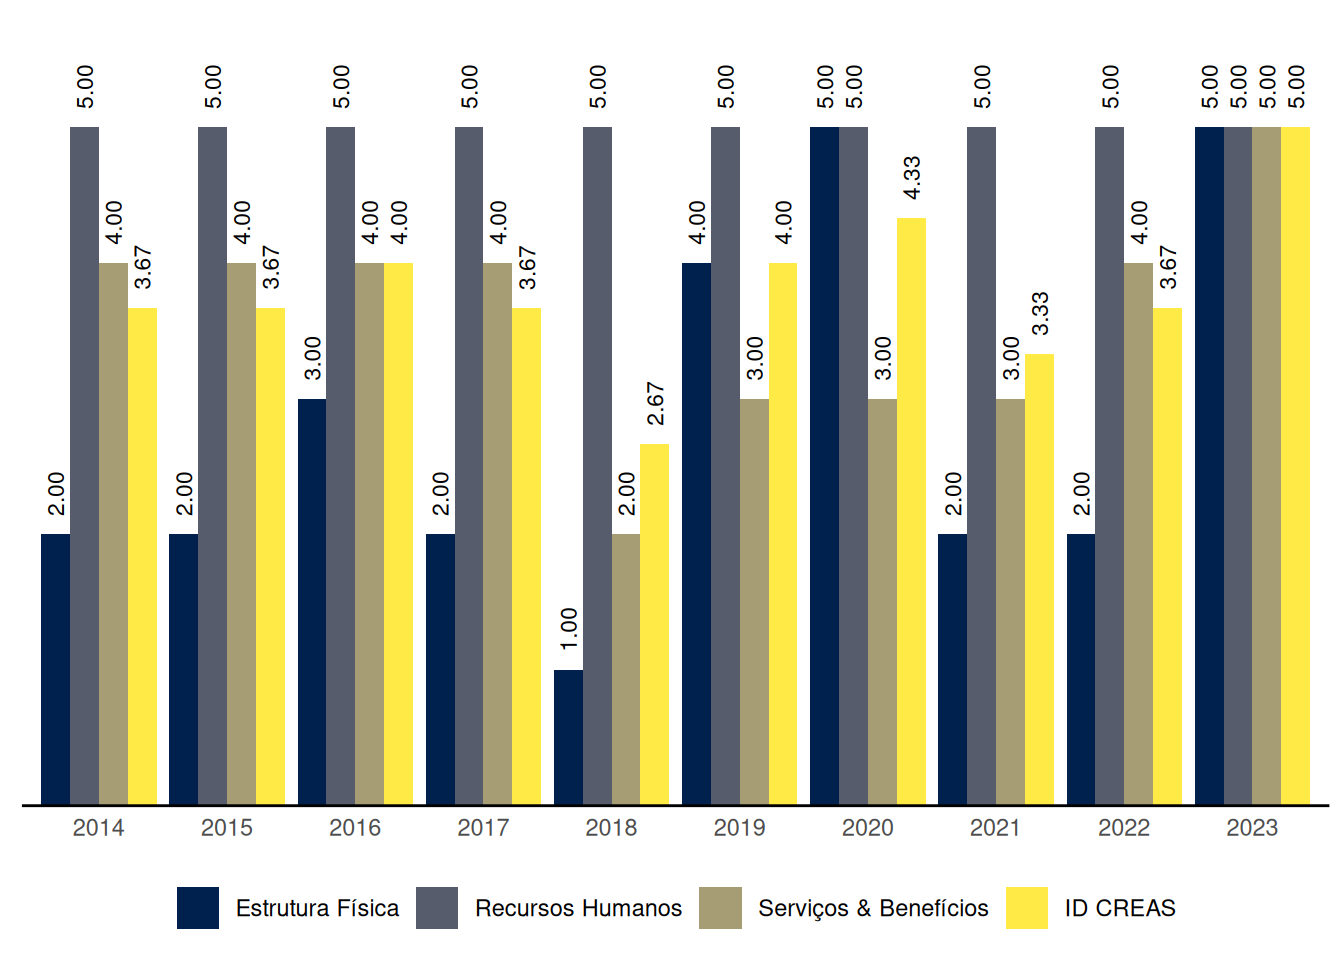 5.00 5.00 5.00 5.00 5.00 5.00 5.00 5.00 5.00 5.00 5.00 5.00 5.00 5.00
4.33
4.00 4.00 4.00 4.00 4.00 4.00 4.00 4.00
3.67 3.67 3.67 3.67
3.33
3.00 3.00 3.00 3.00
2.67
2.00 2.00 2.00 2.00 2.00 2.00
1.00
2014 2015 2016 2017 2018 2019 2020 2021 2022 2023
Estrutura Física Recursos Humanos Serviços & Benefícios ID CREAS